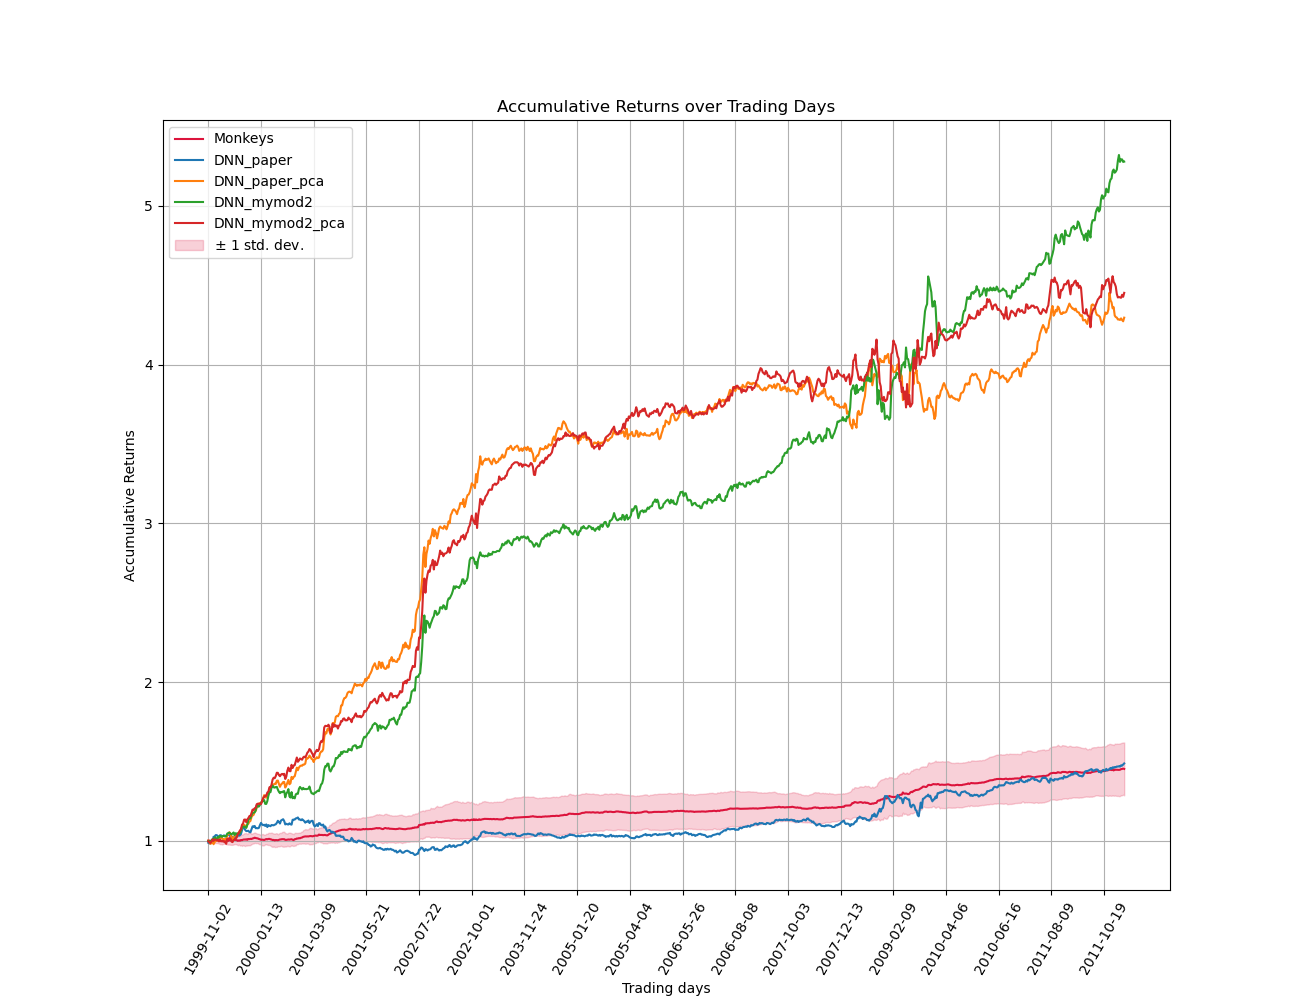 Accumulative Returns over Trading Days
Monkeys
DNN_paper
DNN_paper_pca
DNN_mymod2
DNN_mymod2_pca
± 1 std. dev.
5
4
3
2
1
Accumulative Returns
1999-11-02
2000-01-13
2001-03-09
2001-05-21
2002-07-22
2002-10-01
2003-11-24
2005-01-20
2005-05-04
2006-05-26
2006-08-08
2007-10-03
2007-12-13
2009-02-09
2010-04-06
2010-06-16
2011-08-09
2011-10-19
Trading days